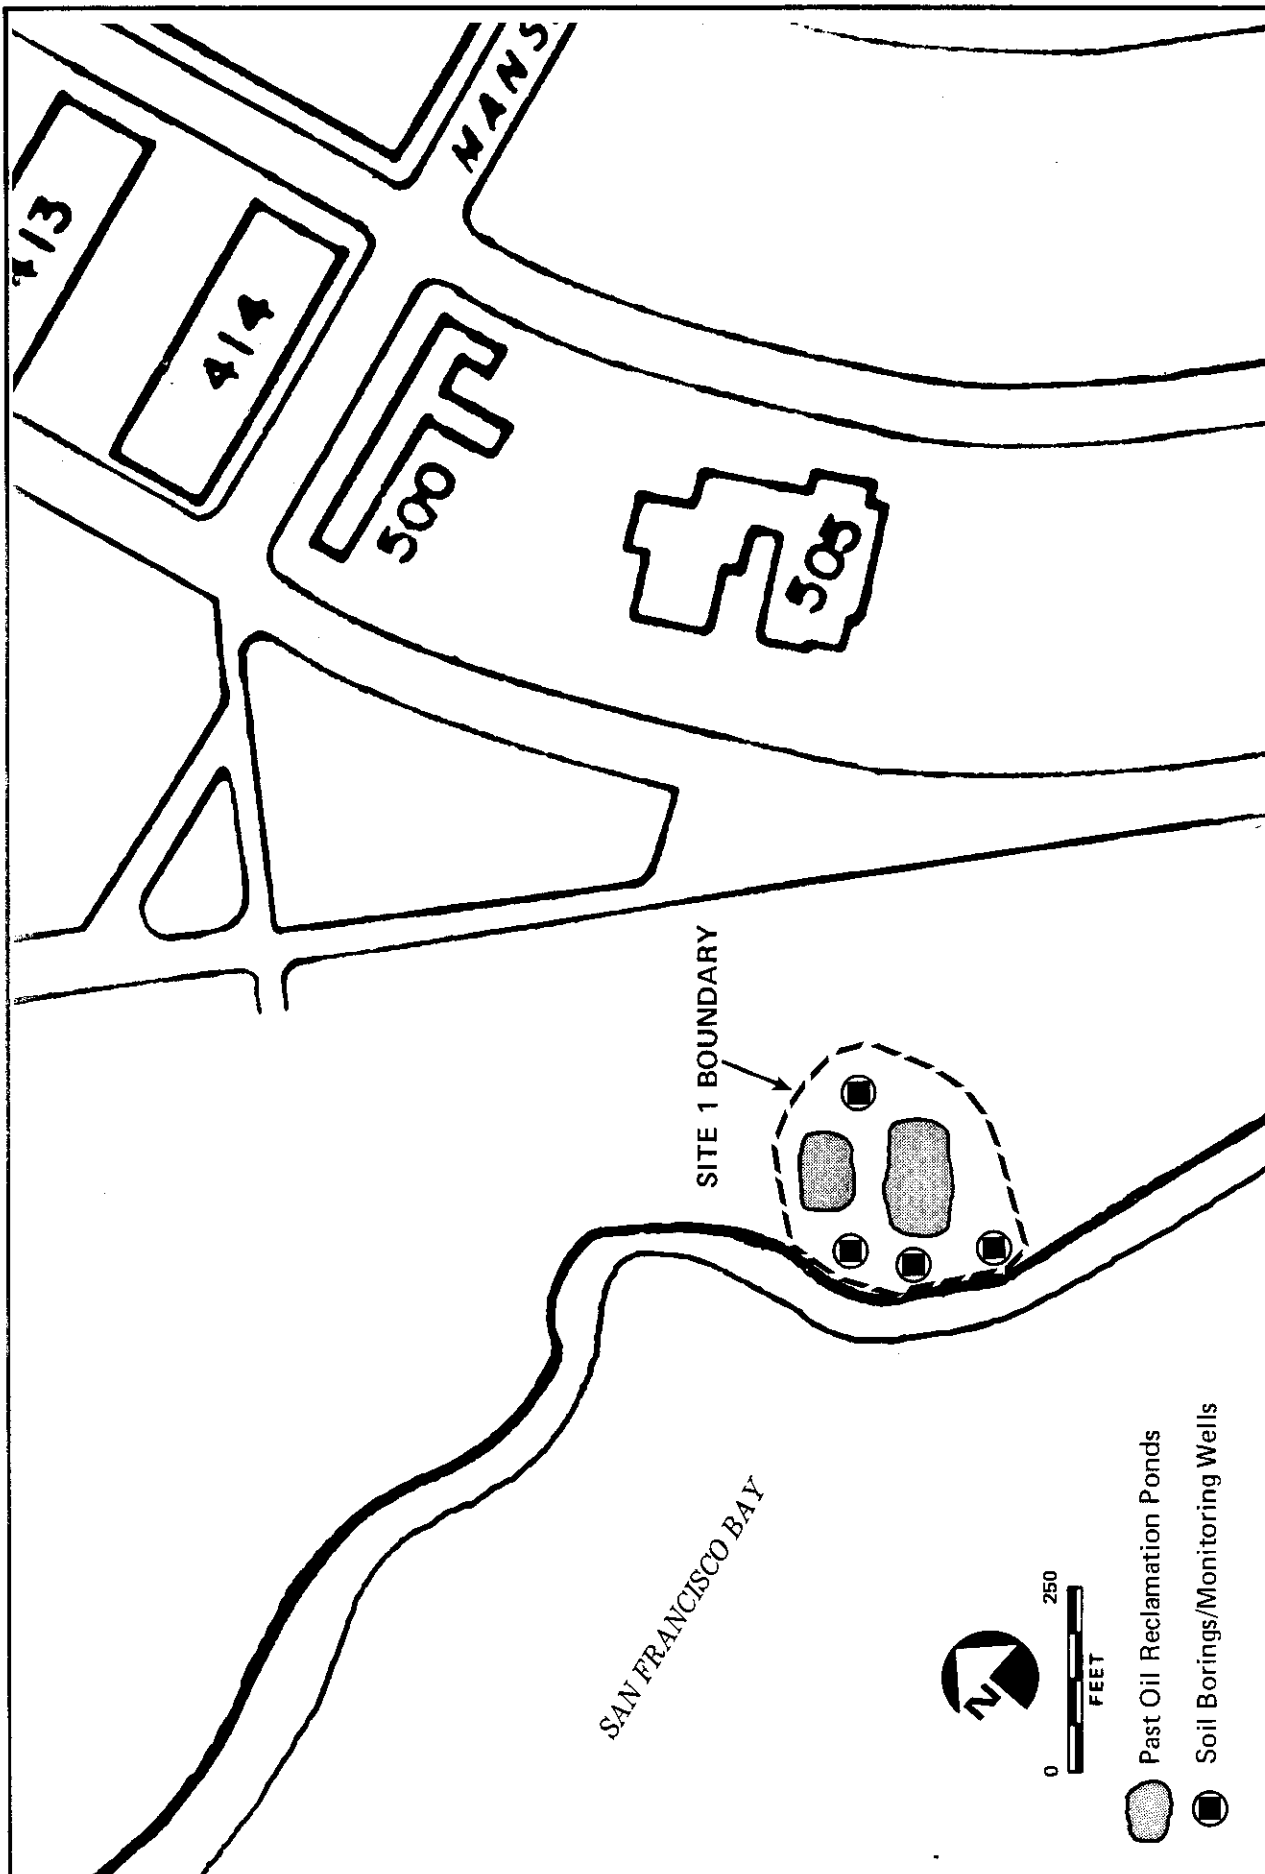 413
414
MANS
500
505
SITE 1 BOUNDARY
SAN FRANCISCO BAY
N
0 250
FEET
Past Oil Reclamation Ponds
Soil Borings/Monitoring Wells